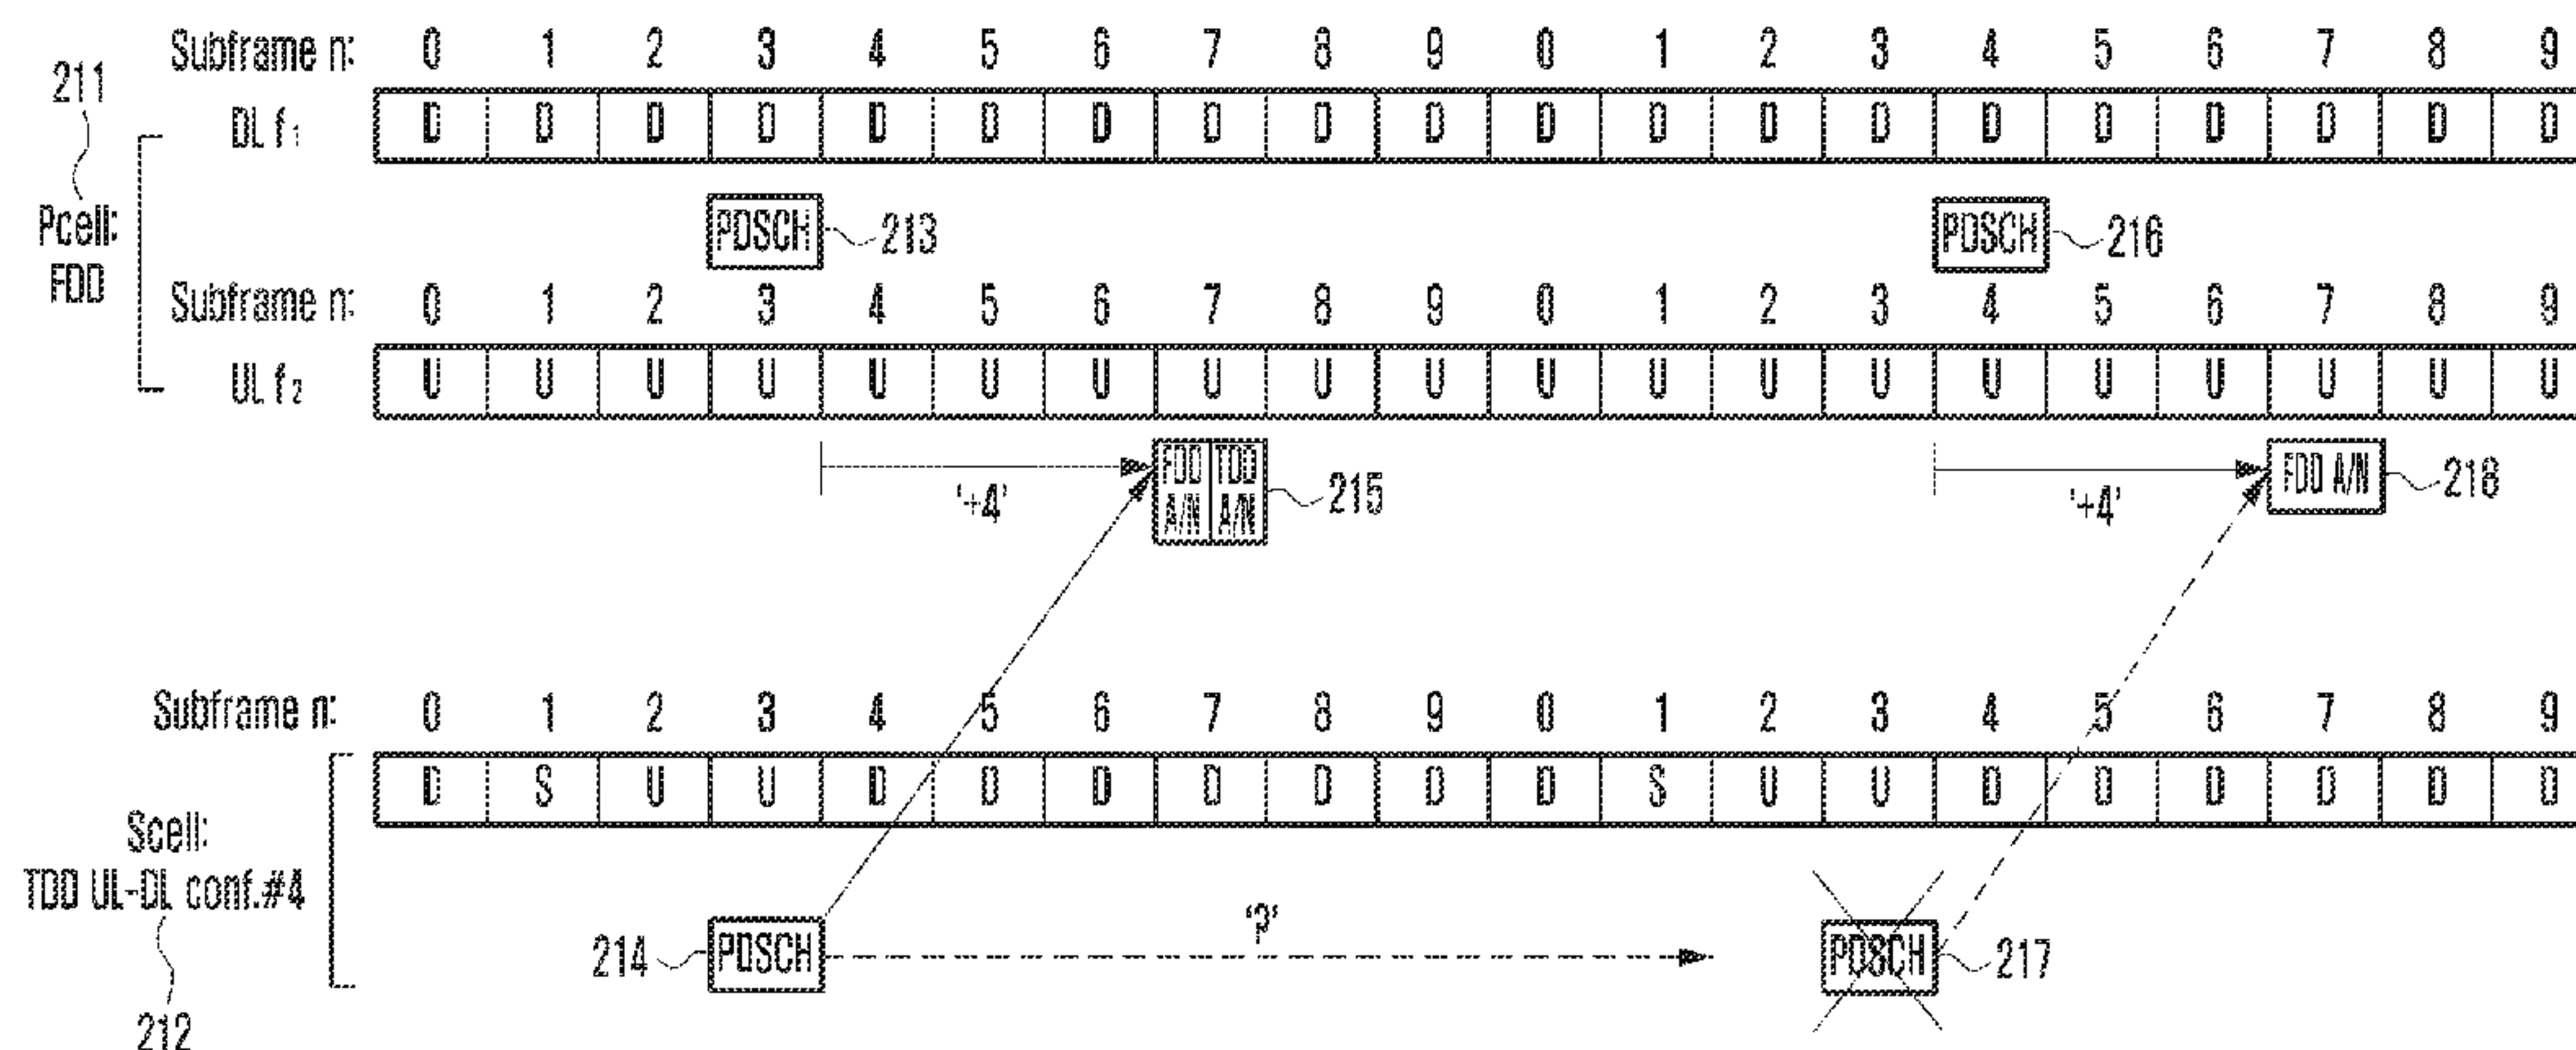 Subframe n: 0 1 2 3 4 5 6 7 8 9 0 1 2 3 4 5 6 7 8 9
211
DL f1 D D D D D D D D D D D D D D D D D D D D
Pcell:
FDD
PDSCH 213 PDSCH 216
Subframe n: 0 1 2 3 4 5 6 7 8 9 0 1 2 3 4 5 6 7 8 9
UL f2 U U U U U U U U U U U U U U U U U U U U
'+4' FDD A/N TDD A/N 215 '+4' FDD A/N 218
Subframe n: 0 1 2 3 4 5 6 7 8 9 0 1 2 3 4 5 6 7 8 9
D S U U D D D D D D D S U U D D D D D D
Scell:
TDD UL-DL conf.#4
212
214 PDSCH '?' PDSCH 217